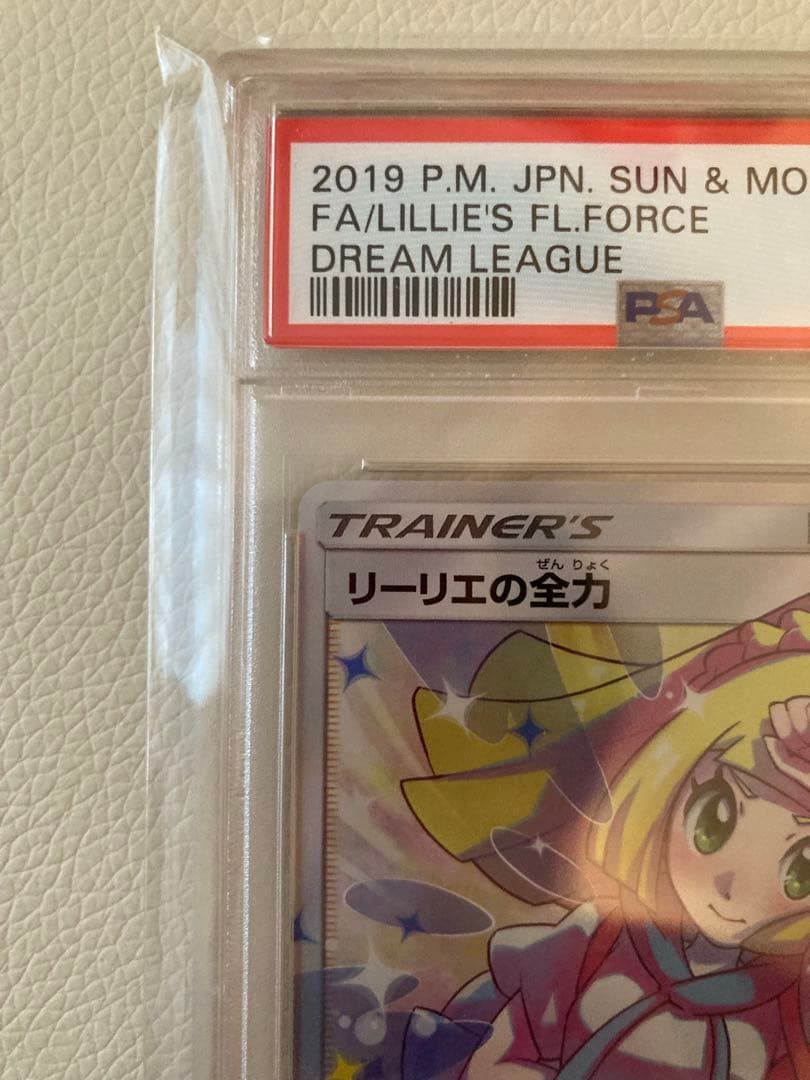 2019 P.M. JPN. SUN & MO
FA/LILLIE'S FL.FORCE
DREAM LEAGUE
PSA
TRAINER'S
ぜん りょく
リーリエの全力